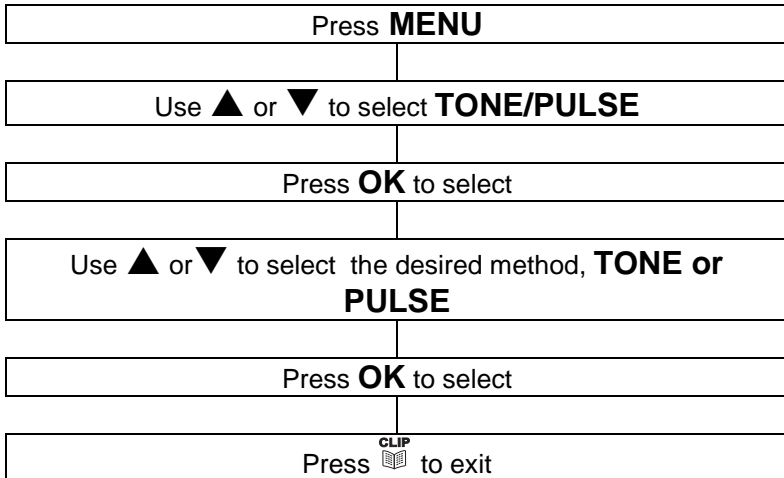 Press MENU
Use ▲ or ▼ to select TONE/PULSE
Press OK to select
Use ▲ or ▼ to select the desired method, TONE or
PULSE
Press OK to select
CLIP
Press to exit